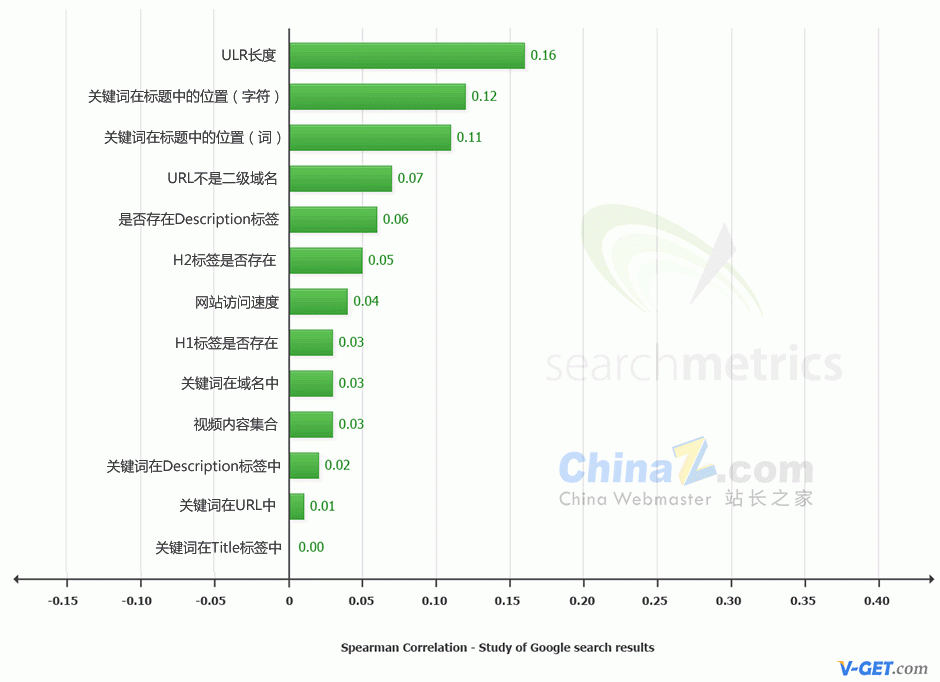 ULR长度 0.16
关键词在标题中的位置（字符） 0.12
关键词在标题中的位置（词） 0.11
URL不是二级域名 0.07
是否存在Description标签 0.06
H2标签是否存在 0.05
网站访问速度 0.04
H1标签是否存在 0.03
关键词在域名中 0.03
视频内容集合 0.03
关键词在Description标签中 0.02
关键词在URL中 0.01
关键词在Title标签中 0.00
searchmetrics
ChinaZ.com
China Webmaster 站长之家
-0.15 -0.10 -0.05 0 0.05 0.10 0.15 0.20 0.25 0.30 0.35 0.40
Spearman Correlation - Study of Google search results
V-GET.com